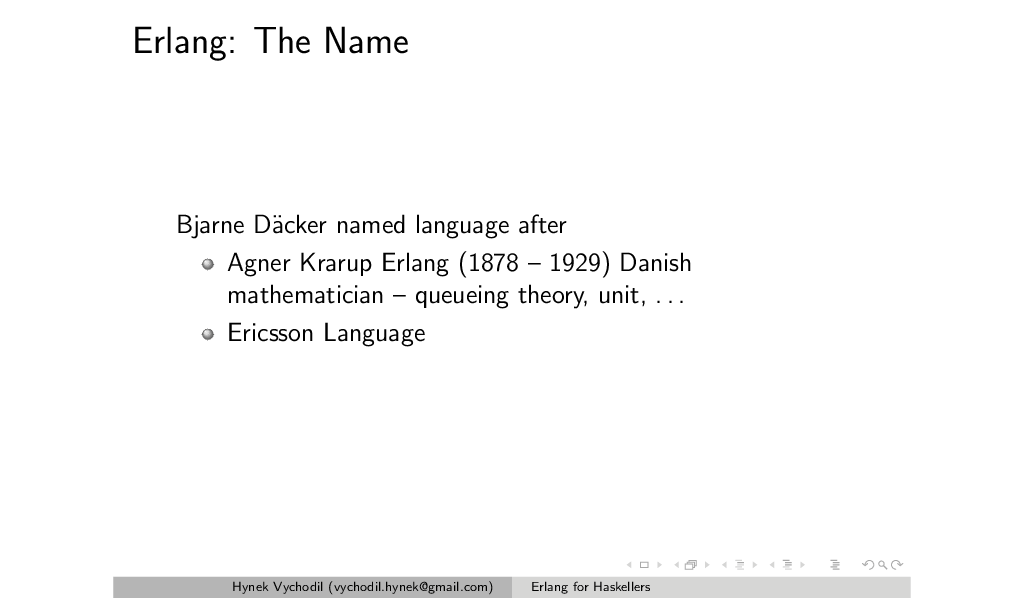 Erlang: The Name
Bjarne Däcker named language after
Agner Krarup Erlang (1878 – 1929) Danish
mathematician – queueing theory, unit, . . .
Ericsson Language
Hynek Vychodil (vychodil.hynek@gmail.com)
Erlang for Haskellers